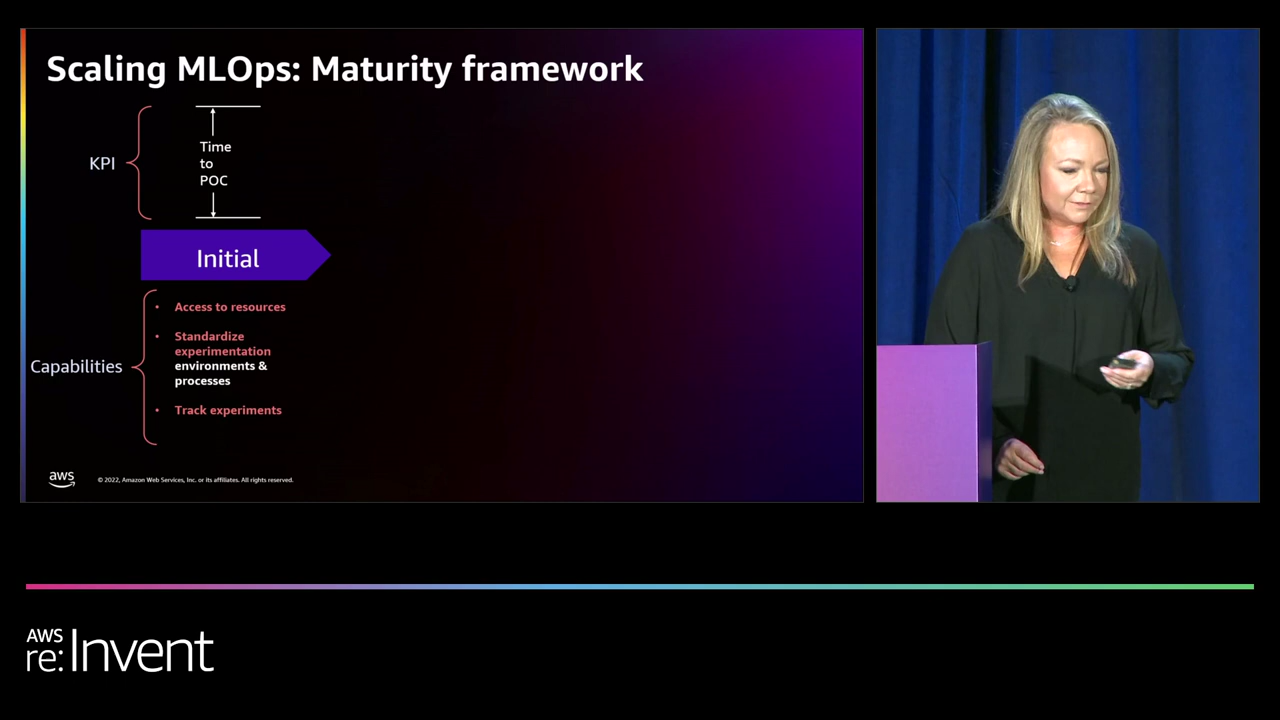 Scaling MLOps: Maturity framework
KPI
Time
to
POC
Initial
Capabilities
• Access to resources
• Standardize
experimentation
environments &
processes
• Track experiments
aws
© 2022, Amazon Web Services, Inc. or its affiliates. All rights reserved.
AWS
re:Invent